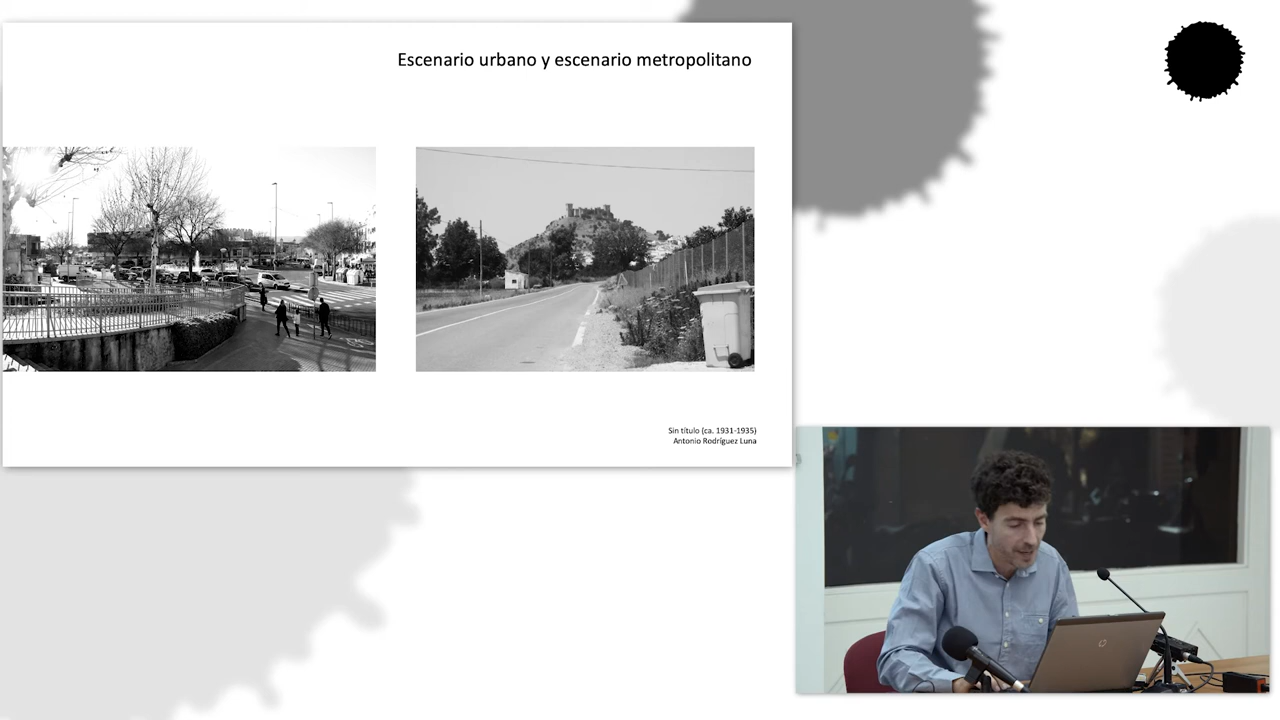 Escenario urbano y escenario metropolitano
Sin título (ca. 1931-1935)
Antonio Rodríguez Luna